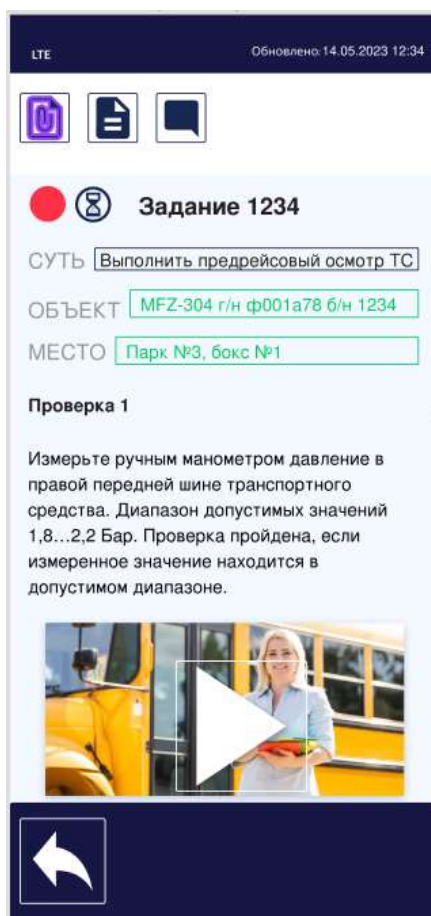 LTE
Обновлено: 14.05.2023 12:34
Задание 1234
СУТЬ Выполнить предрейсовый осмотр ТС
ОБЪЕКТ MFZ-304 г/н ф001а78 б/н 1234
МЕСТО Парк №3, бокс №1
Проверка 1
Измерьте ручным манометром давление в
правой передней шине транспортного
средства. Диапазон допустимых значений
1,8...2,2 Бар. Проверка пройдена, если
измеренное значение находится в
допустимом диапазоне.